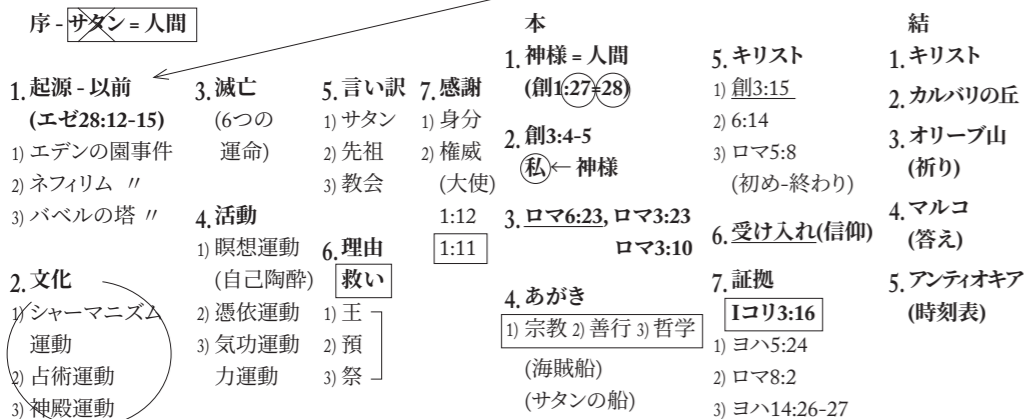 序 - サタン = 人間
1. 起源 - 以前
(エゼ28:12-15)
1) エデンの園事件
2) ネフィリム 〃
3) バベルの塔 〃
2. 文化
1) シャーマニズム
運動
2) 占術運動
3) 神殿運動
3. 滅亡
(6つの
運命)
4. 活動
1) 瞑想運動
(自己陶酔)
2) 憑依運動
3) 気功運動
力運動
5. 言い訳
1) サタン
2) 先祖
3) 教会
6. 理由
救い
1) 王
2) 預
3) 祭
7. 感謝
1) 身分
2) 権威
(大使)
1:12
1:11
本
1. 神様 = 人間
(創1:27=28)
2. 創3:4-5
私 ← 神様
3. ロマ6:23, ロマ3:23
ロマ3:10
4. あがき
1) 宗教 2) 善行 3) 哲学
(海賊船)
(サタンの船)
5. キリスト
1) 創3:15
2) 6:14
3) ロマ5:8
(初め-終わり)
6. 受け入れ(信仰)
7. 証拠
Iコリ3:16
1) ヨハ5:24
2) ロマ8:2
3) ヨハ14:26-27
結
1. キリスト
2. カルバリの丘
3. オリーブ山
(祈り)
4. マルコ
(答え)
5. アンティオキア
(時刻表)